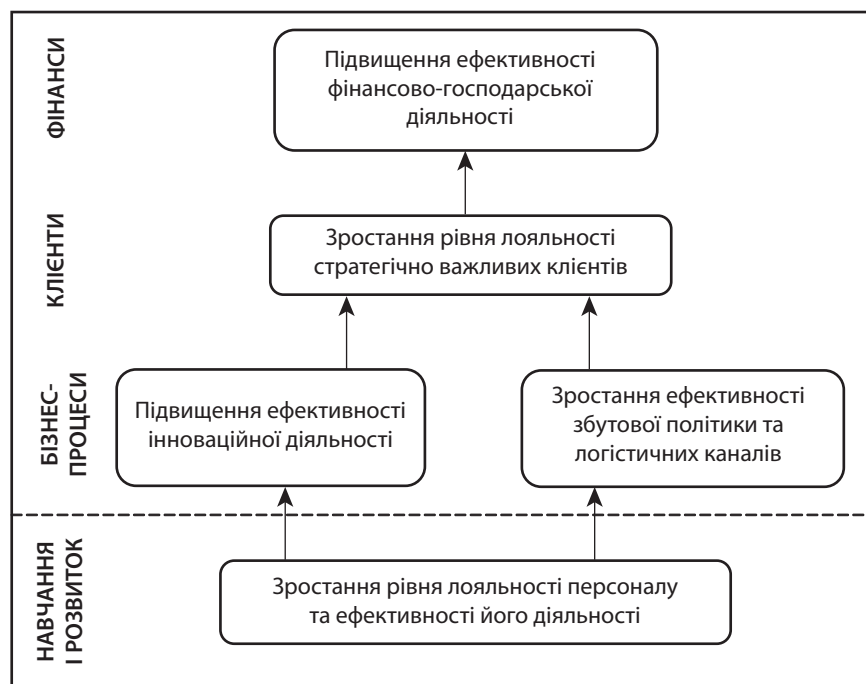 ФІНАНСИ
Підвищення ефективності
фінансово-господарської
діяльності
КЛІЄНТИ
Зростання рівня лояльності
стратегічно важливих клієнтів
БІЗНЕС-
ПРОЦЕСИ
Підвищення ефективності
інноваційної діяльності
Зростання ефективності
збутової політики та
логістичних каналів
НАВЧАННЯ
І РОЗВИТОК
Зростання рівня лояльності персоналу
та ефективності його діяльності